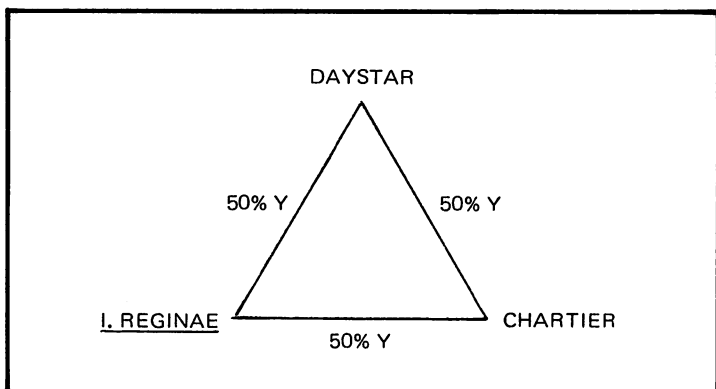 DAYSTAR
50% Y 50% Y
I. REGINAE CHARTIER
50% Y